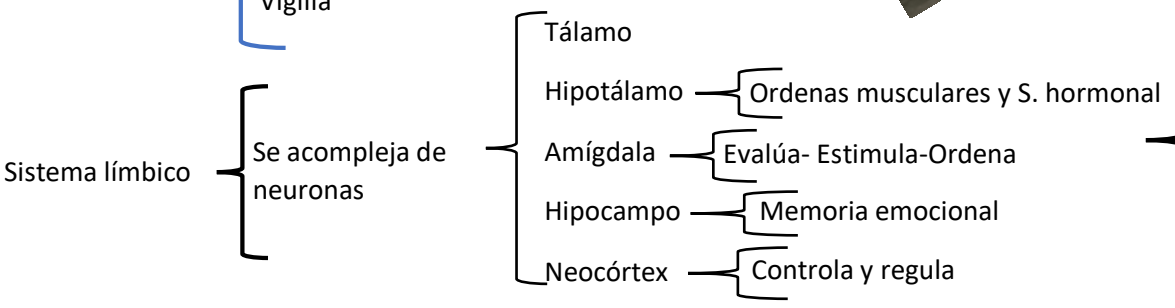 Vigilia
Tálamo
Hipotálamo
Ordenas musculares y S. hormonal
Sistema límbico
Se acompleja de
neuronas
Amígdala
Evalúa- Estimula-Ordena
Hipocampo
Memoria emocional
Neocórtex
Controla y regula